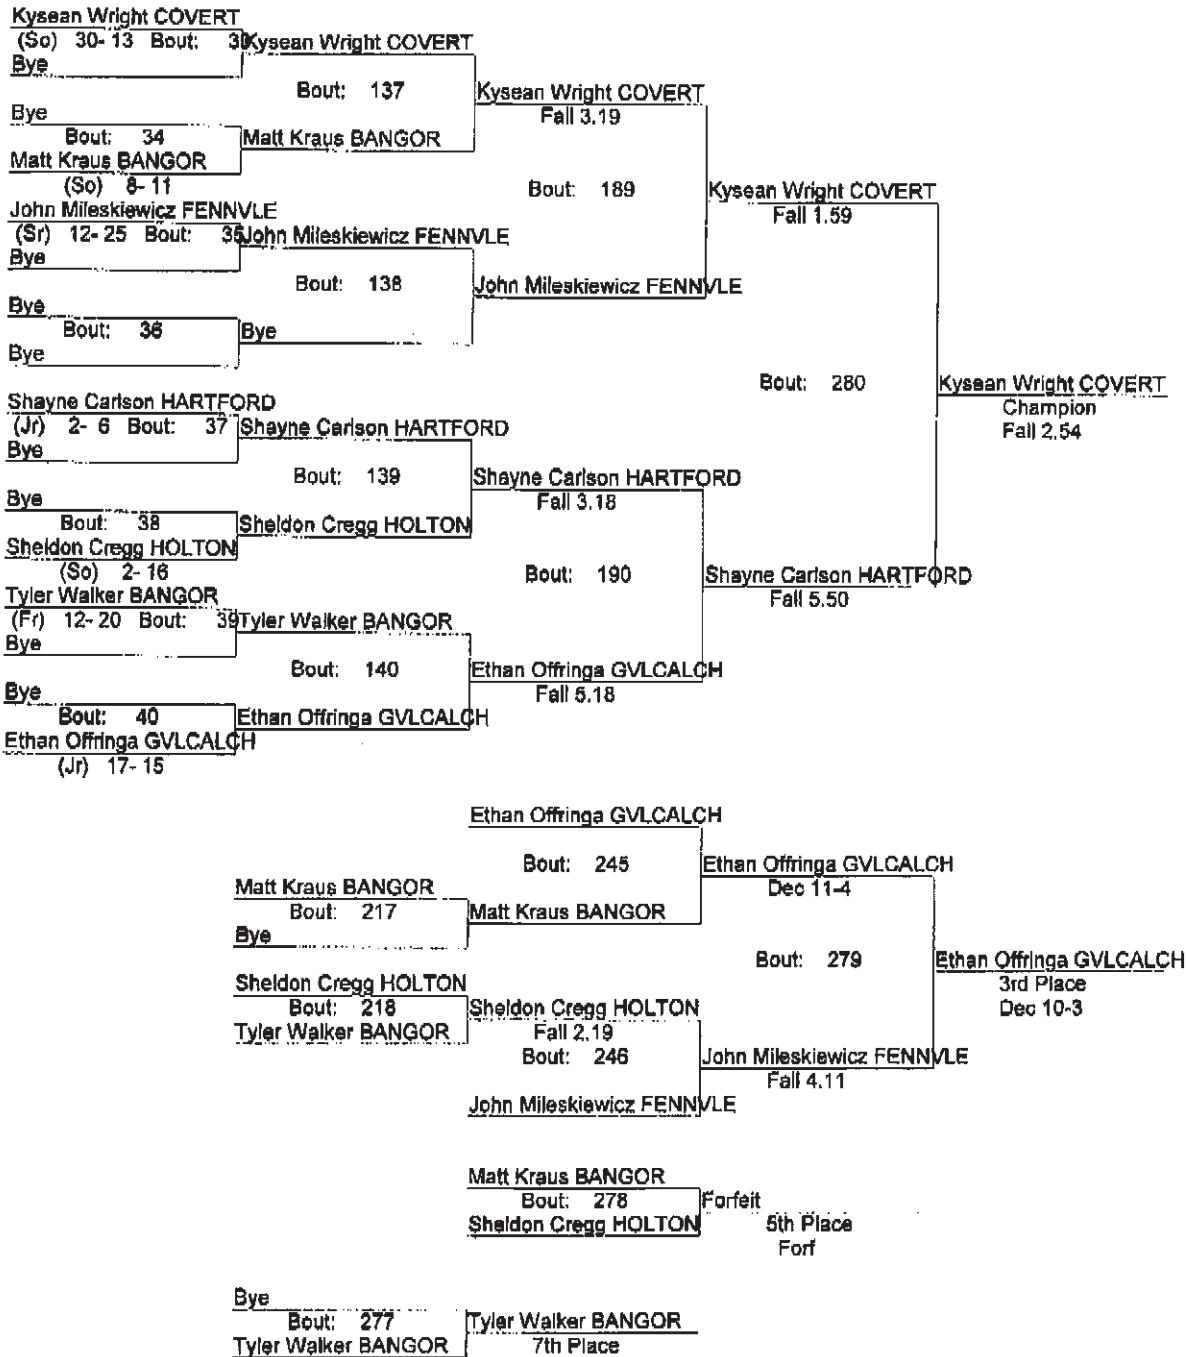 Kysean Wright COVERT
(So) 30- 13 Bout: 33
Bye
Kysean Wright COVERT
Bout: 137
Bye
Bout: 34
Matt Kraus BANGOR
(So) 8- 11
Matt Kraus BANGOR
Kysean Wright COVERT
Fall 3.19
Bout: 189
John Mileskiewicz FENNVLE
(Sr) 12- 25 Bout: 35
Bye
John Mileskiewicz FENNVLE
Bout: 138
Bye
Bout: 36
Bye
Bye
John Mileskiewicz FENNVLE
Kysean Wright COVERT
Fall 1.59
Bout: 280
Kysean Wright COVERT
Champion
Fall 2.54
Shayne Carlson HARTFORD
(Jr) 2- 6 Bout: 37
Bye
Shayne Carlson HARTFORD
Bout: 139
Bye
Bout: 38
Sheldon Cregg HOLTON
(So) 2- 16
Sheldon Cregg HOLTON
Shayne Carlson HARTFORD
Fall 3.18
Bout: 190
Shayne Carlson HARTFORD
Fall 5.50
Tyler Walker BANGOR
(Fr) 12- 20 Bout: 39
Bye
Tyler Walker BANGOR
Bout: 140
Bye
Bout: 40
Ethan Offringa GVLCALCH
(Jr) 17- 15
Ethan Offringa GVLCALCH
Ethan Offringa GVLCALCH
Fall 5.18
Ethan Offringa GVLCALCH
Bout: 245
Matt Kraus BANGOR
Bout: 217
Bye
Matt Kraus BANGOR
Ethan Offringa GVLCALCH
Dec 11-4
Bout: 279
Ethan Offringa GVLCALCH
3rd Place
Dec 10-3
Sheldon Cregg HOLTON
Bout: 218
Tyler Walker BANGOR
Sheldon Cregg HOLTON
Fall 2.19
Bout: 246
John Mileskiewicz FENNVLE
John Mileskiewicz FENNVLE
Fall 4.11
Matt Kraus BANGOR
Bout: 278
Sheldon Cregg HOLTON
Forfeit
5th Place
Forf
Bye
Bout: 277
Tyler Walker BANGOR
Tyler Walker BANGOR
7th Place